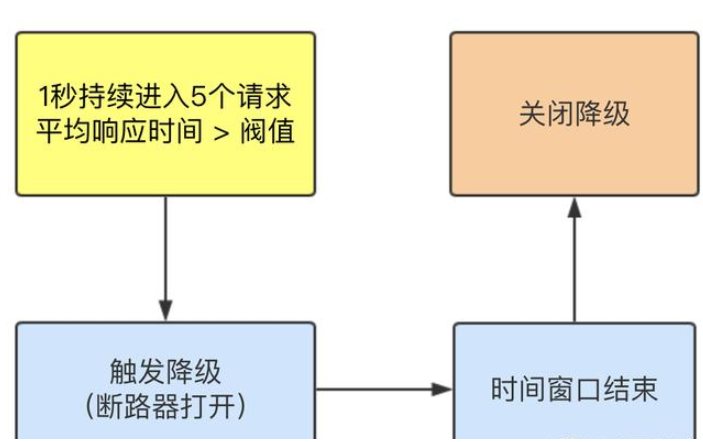 1秒持续进入5个请求
平均响应时间 > 阀值
关闭降级
触发降级
（断路器打开）
时间窗口结束